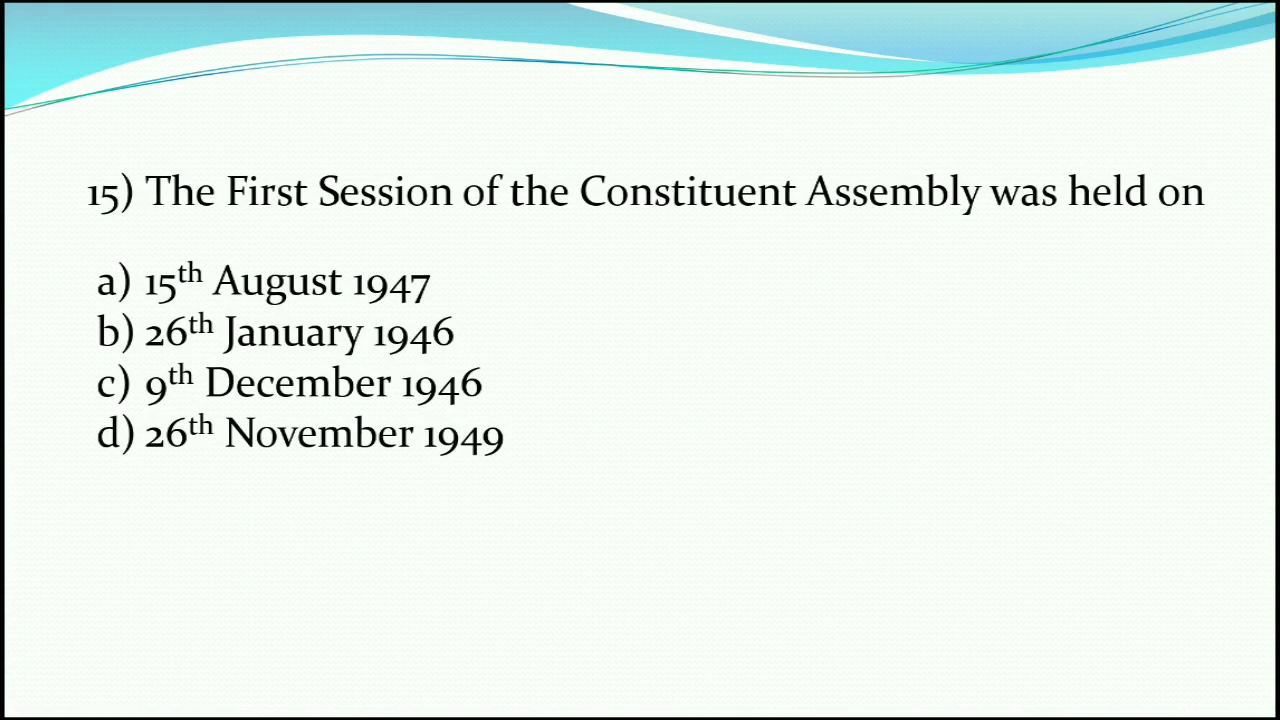 15) The First Session of the Constituent Assembly was held on
a) 15th August 1947
b) 26th January 1946
c) 9th December 1946
d) 26th November 1949